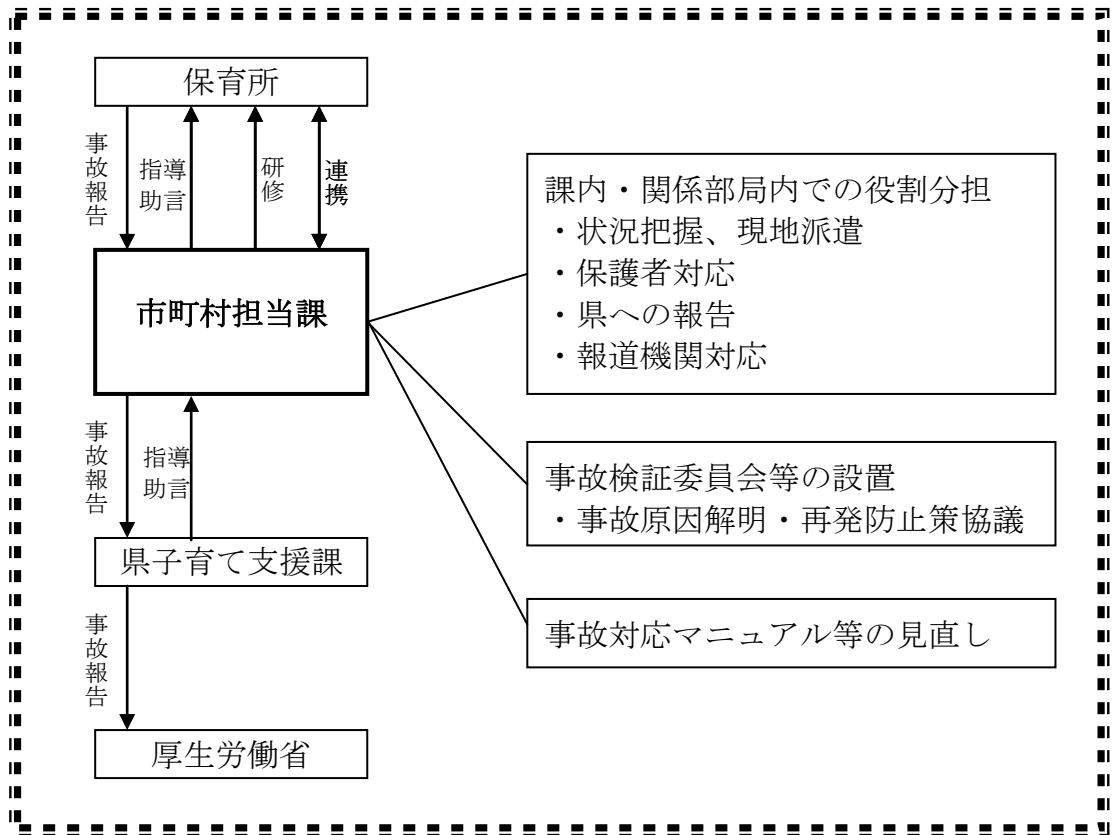 保育所
事故報告
指導
助言
研修
連携
市町村担当課
課内・関係部局内での役割分担
・状況把握、現地派遣
・保護者対応
・県への報告
・報道機関対応
事故報告
指導
助言
事故検証委員会等の設置
・事故原因解明・再発防止策協議
県子育て支援課
事故対応マニュアル等の見直し
事故報告
厚生労働省